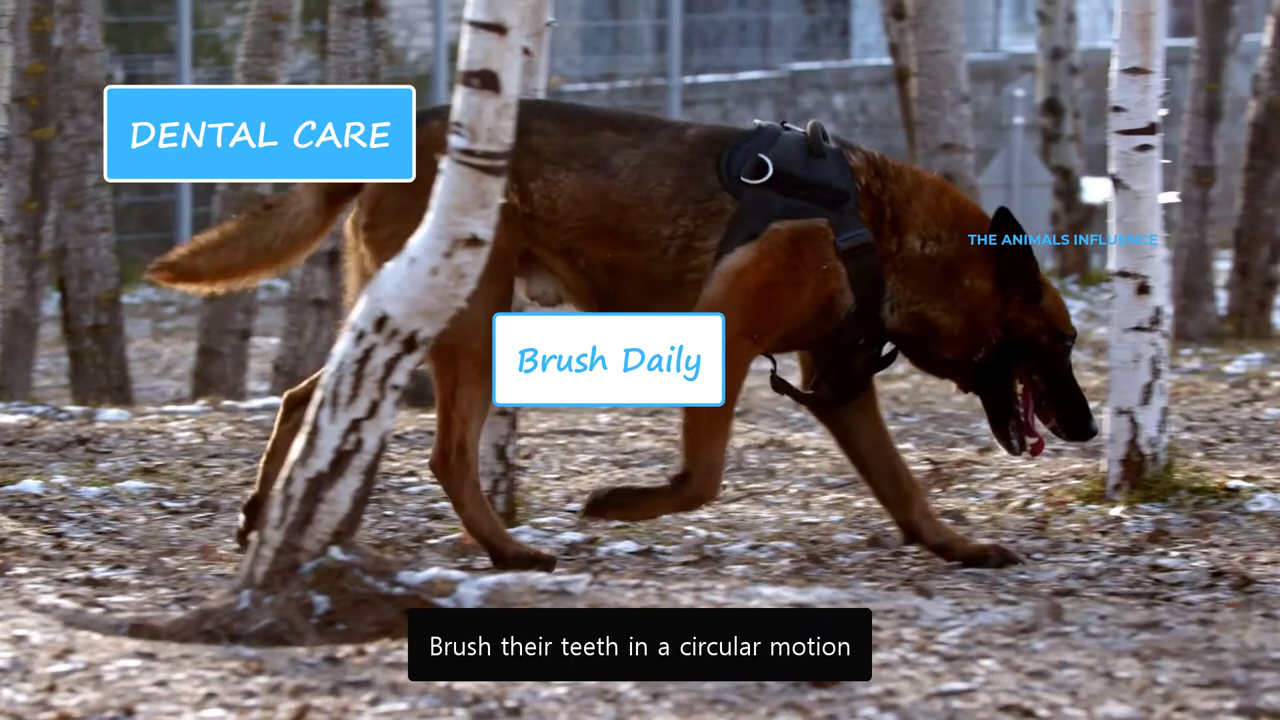 DENTAL CARE
THE ANIMALS INFLUENCE
Brush Daily
Brush their teeth in a circular motion